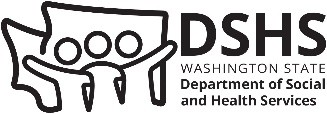 DSHS
WASHINGTON STATE
Department of Social
and Health Services